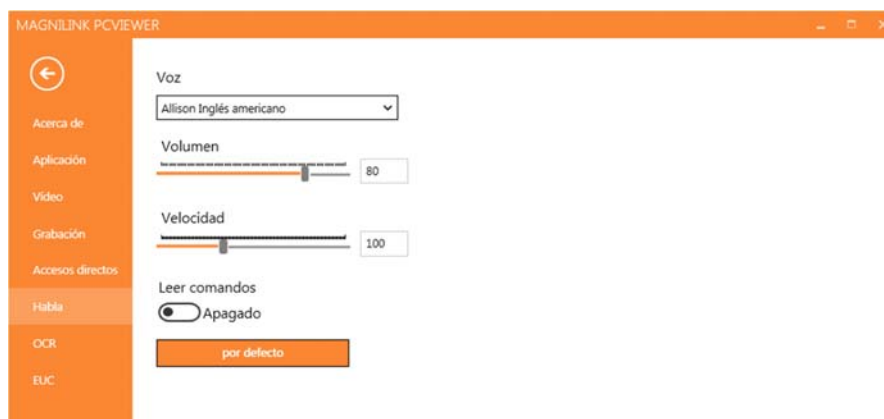 MAGNILINK PCVIEWER
Acerca de
Aplicación
Vídeo
Grabación
Accesos directos
Habla
OCR
EUC
Voz
Allison Inglés americano
Volumen
80
Velocidad
100
Leer comandos
Apagado
por defecto